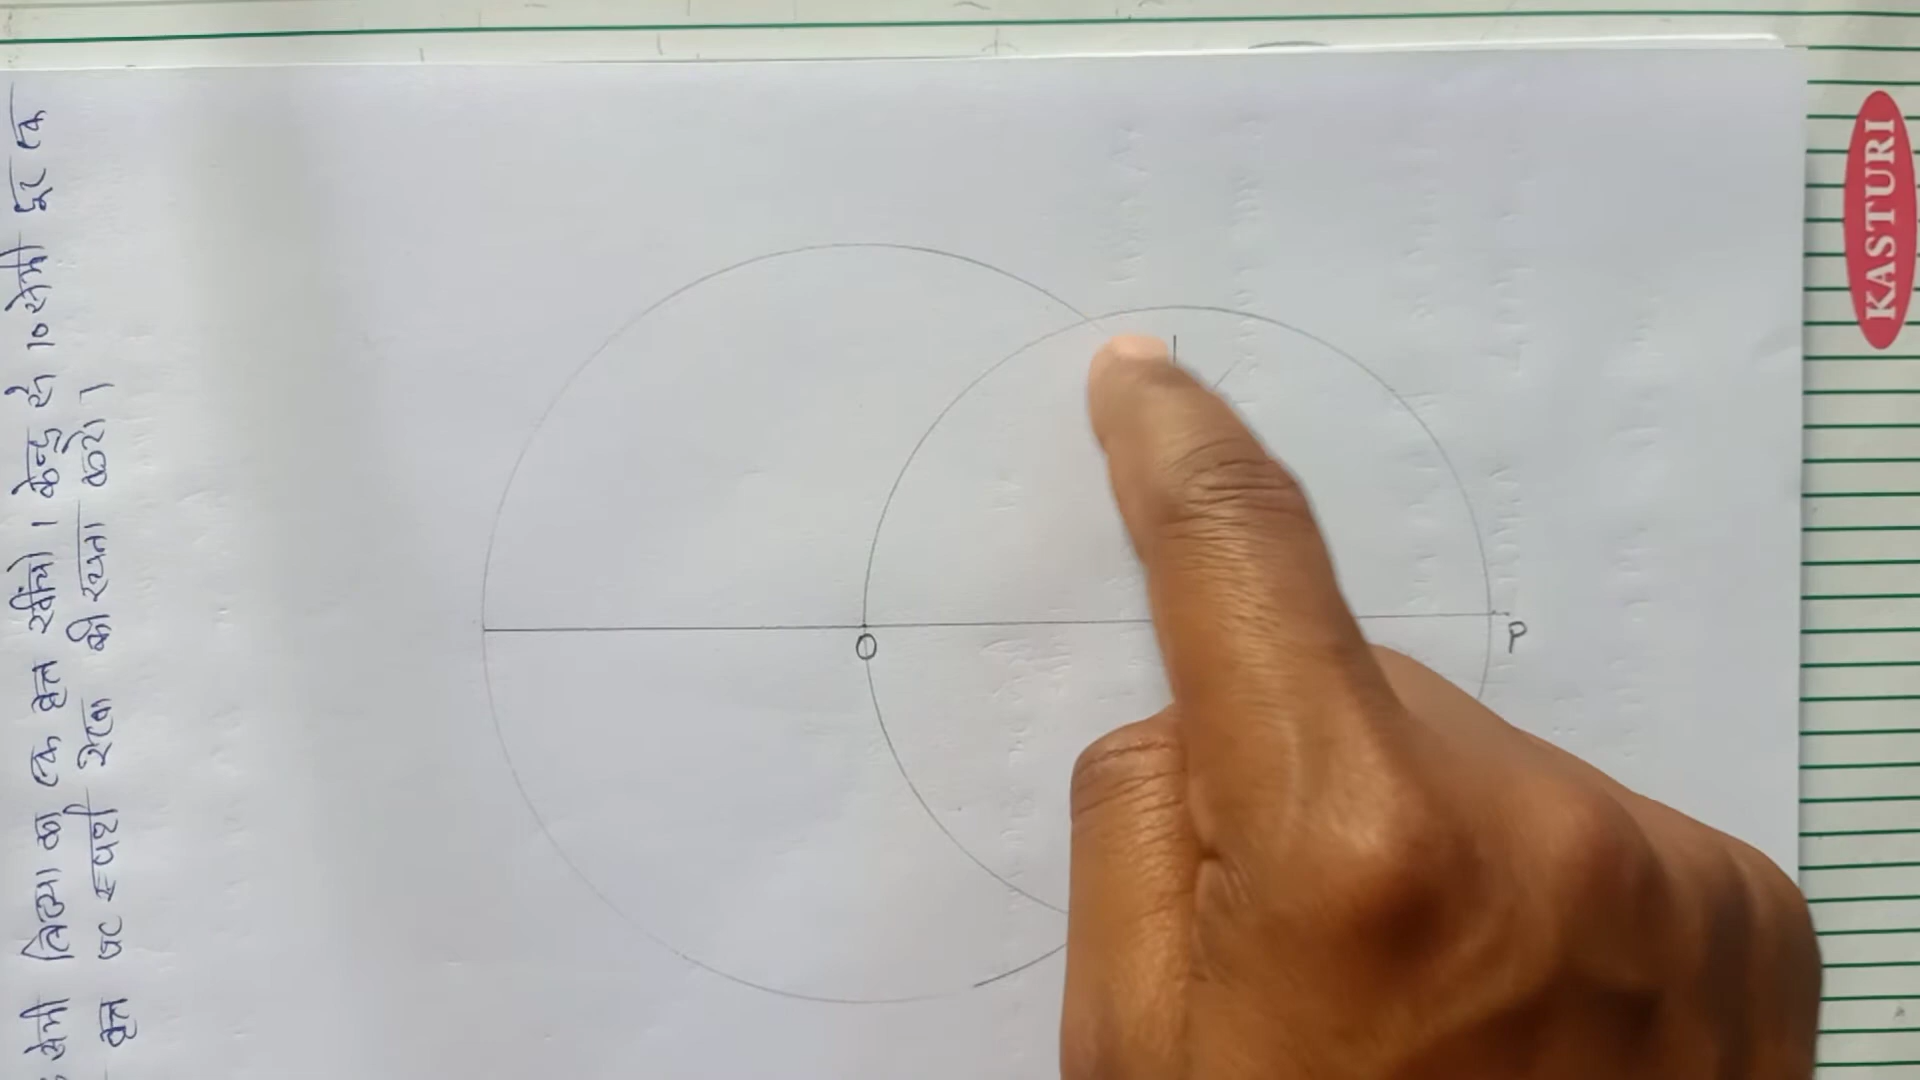 सेमी त्रिज्या का एक वृत्त खींचो । केन्द्र से 10 सेमी दूर एक
वृत्त पर स्पर्श रेखा की रचना करो ।
O
P
KASTURI